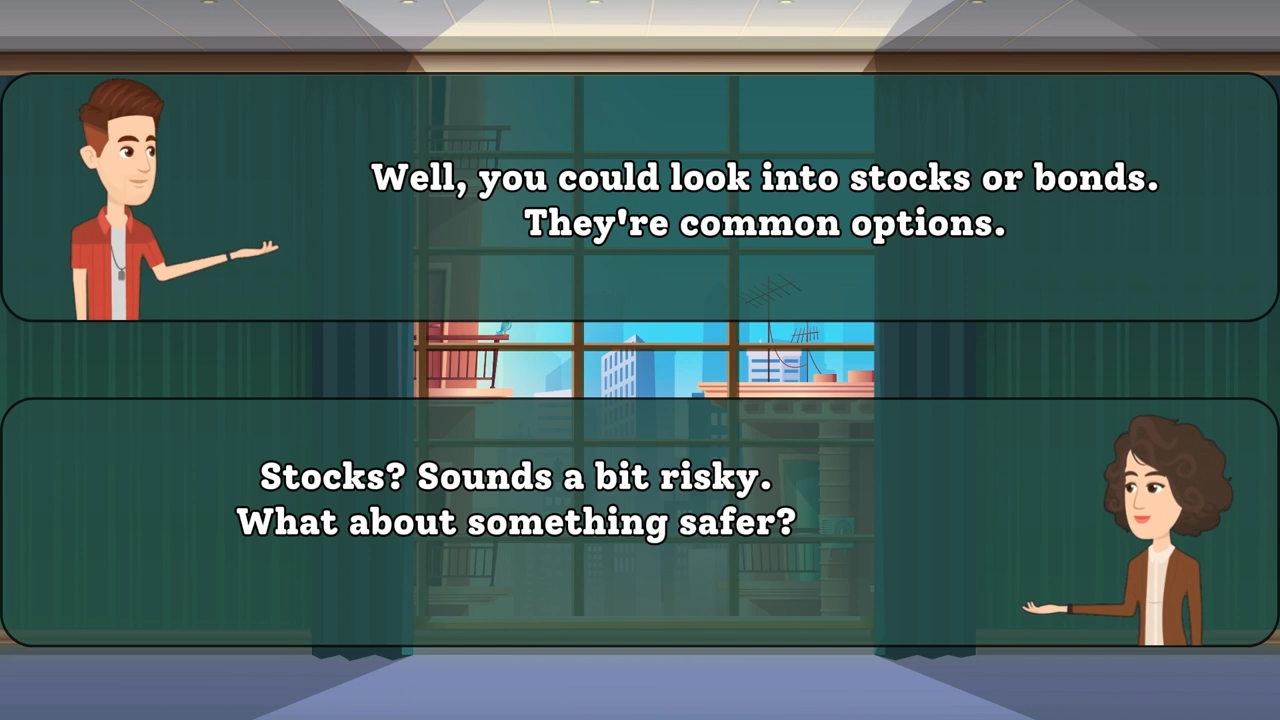 Well, you could look into stocks or bonds.
They're common options.
Stocks? Sounds a bit risky.
What about something safer?